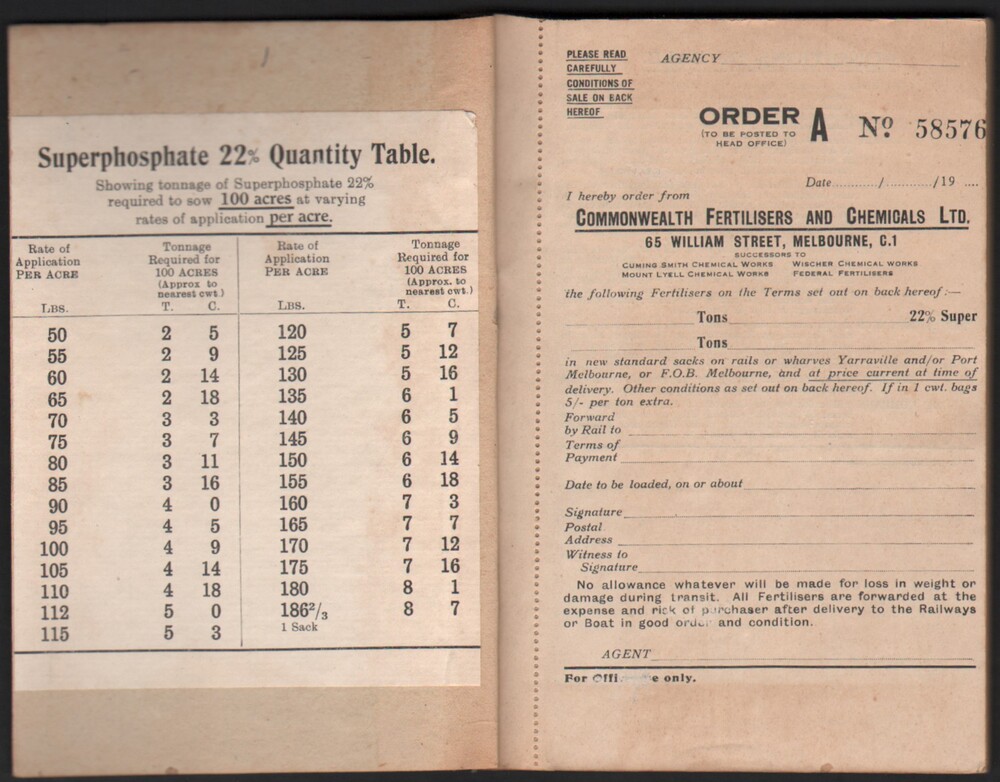 Superphosphate 22% Quantity Table.
Showing tonnage of Superphosphate 22%
required to sow 100 acres at varying
rates of application per acre.
Rate of Application PER ACRE LBS. | Tonnage Required for 100 ACRES (Approx to nearest cwt.) T. C. | Rate of Application PER ACRE LBS. | Tonnage Required for 100 ACRES (Approx. to nearest cwt.) T. C.
50 2 5 120 5 7
55 2 9 125 5 12
60 2 14 130 5 16
65 2 18 135 6 1
70 3 3 140 6 5
75 3 7 145 6 9
80 3 11 150 6 14
85 3 16 155 6 18
90 4 0 160 7 3
95 4 5 165 7 7
100 4 9 170 7 12
105 4 14 175 7 16
110 4 18 180 8 1
112 5 0 186²/₃ 8 7
115 5 3 1 Sack
PLEASE READ
CAREFULLY
CONDITIONS OF
SALE ON BACK
HEREOF
AGENCY
ORDER A Nº 58576
(TO BE POSTED TO
HEAD OFFICE)
Date............/............/19 ....
I hereby order from
COMMONWEALTH FERTILISERS AND CHEMICALS LTD.
65 WILLIAM STREET, MELBOURNE, C.1
SUCCESSORS TO
CUMING SMITH CHEMICAL WORKS WISCHER CHEMICAL WORKS
MOUNT LYELL CHEMICAL WORKS FEDERAL FERTILISERS
the following Fertilisers on the Terms set out on back hereof:—
Tons 22% Super
Tons
in new standard sacks on rails or wharves Yarraville and/or Port
Melbourne, or F.O.B. Melbourne, and at price current at time of
delivery. Other conditions as set out on back hereof. If in 1 cwt. bags
5/- per ton extra.
Forward
by Rail to
Terms of
Payment
Date to be loaded, on or about
Signature
Postal
Address
Witness to
Signature
No allowance whatever will be made for loss in weight or
damage during transit. All Fertilisers are forwarded at the
expense and risk of purchaser after delivery to the Railways
or Boat in good order and condition.
AGENT
For Office only.